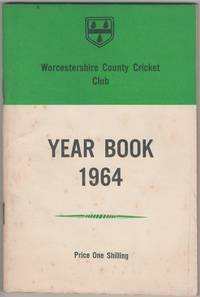 Worcestershire County Cricket
Club
YEAR BOOK
1964
Price One Shilling